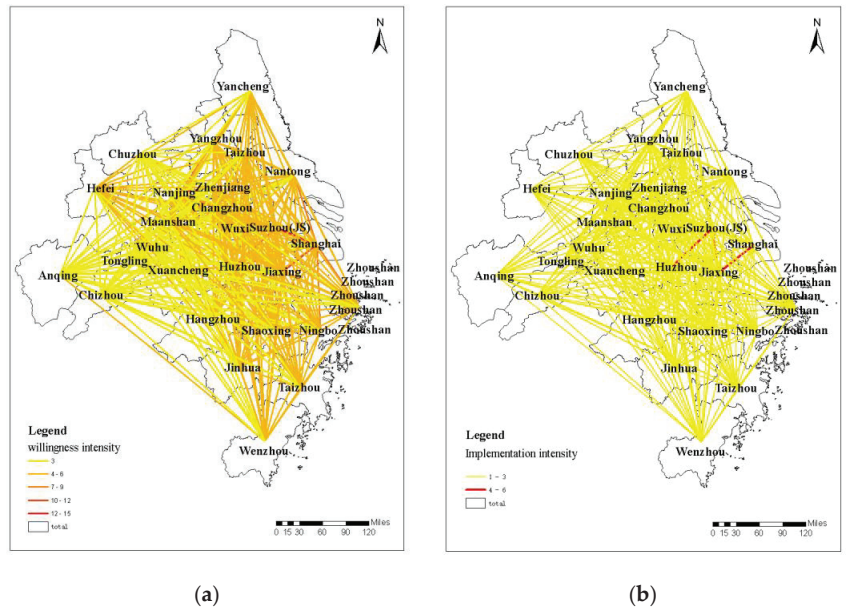 N
Yancheng
Yangzhou
Taizhou
Chuzhou
Nantong
Hefei
Nanjing
Zhenjiang
Changzhou
Maanshan
Wuxi
Suzhou(JS)
Shanghai
Wuhu
Tongling
Xuancheng
Huzhou
Jiaxing
Anqing
Chizhou
Zhoushan
Zhoushan
Zhoushan
Zhoushan
Zhoushan
Hangzhou
Shaoxing
Ningbo
Jinhua
Taizhou
Wenzhou
Legend
willingness intensity
3
4 - 6
7 - 9
10 - 12
12 - 15
total
Miles
0 15 30 60 90 120
(a)
N
Yancheng
Yangzhou
Taizhou
Chuzhou
Nantong
Hefei
Nanjing
Zhenjiang
Changzhou
Maanshan
Wuxi
Suzhou(JS)
Shanghai
Wuhu
Tongling
Xuancheng
Huzhou
Jiaxing
Anqing
Chizhou
Zhoushan
Zhoushan
Zhoushan
Zhoushan
Zhoushan
Hangzhou
Shaoxing
Ningbo
Jinhua
Taizhou
Wenzhou
Legend
Implementation intensity
1 - 3
4 - 6
total
Miles
0 15 30 60 90 120
(b)